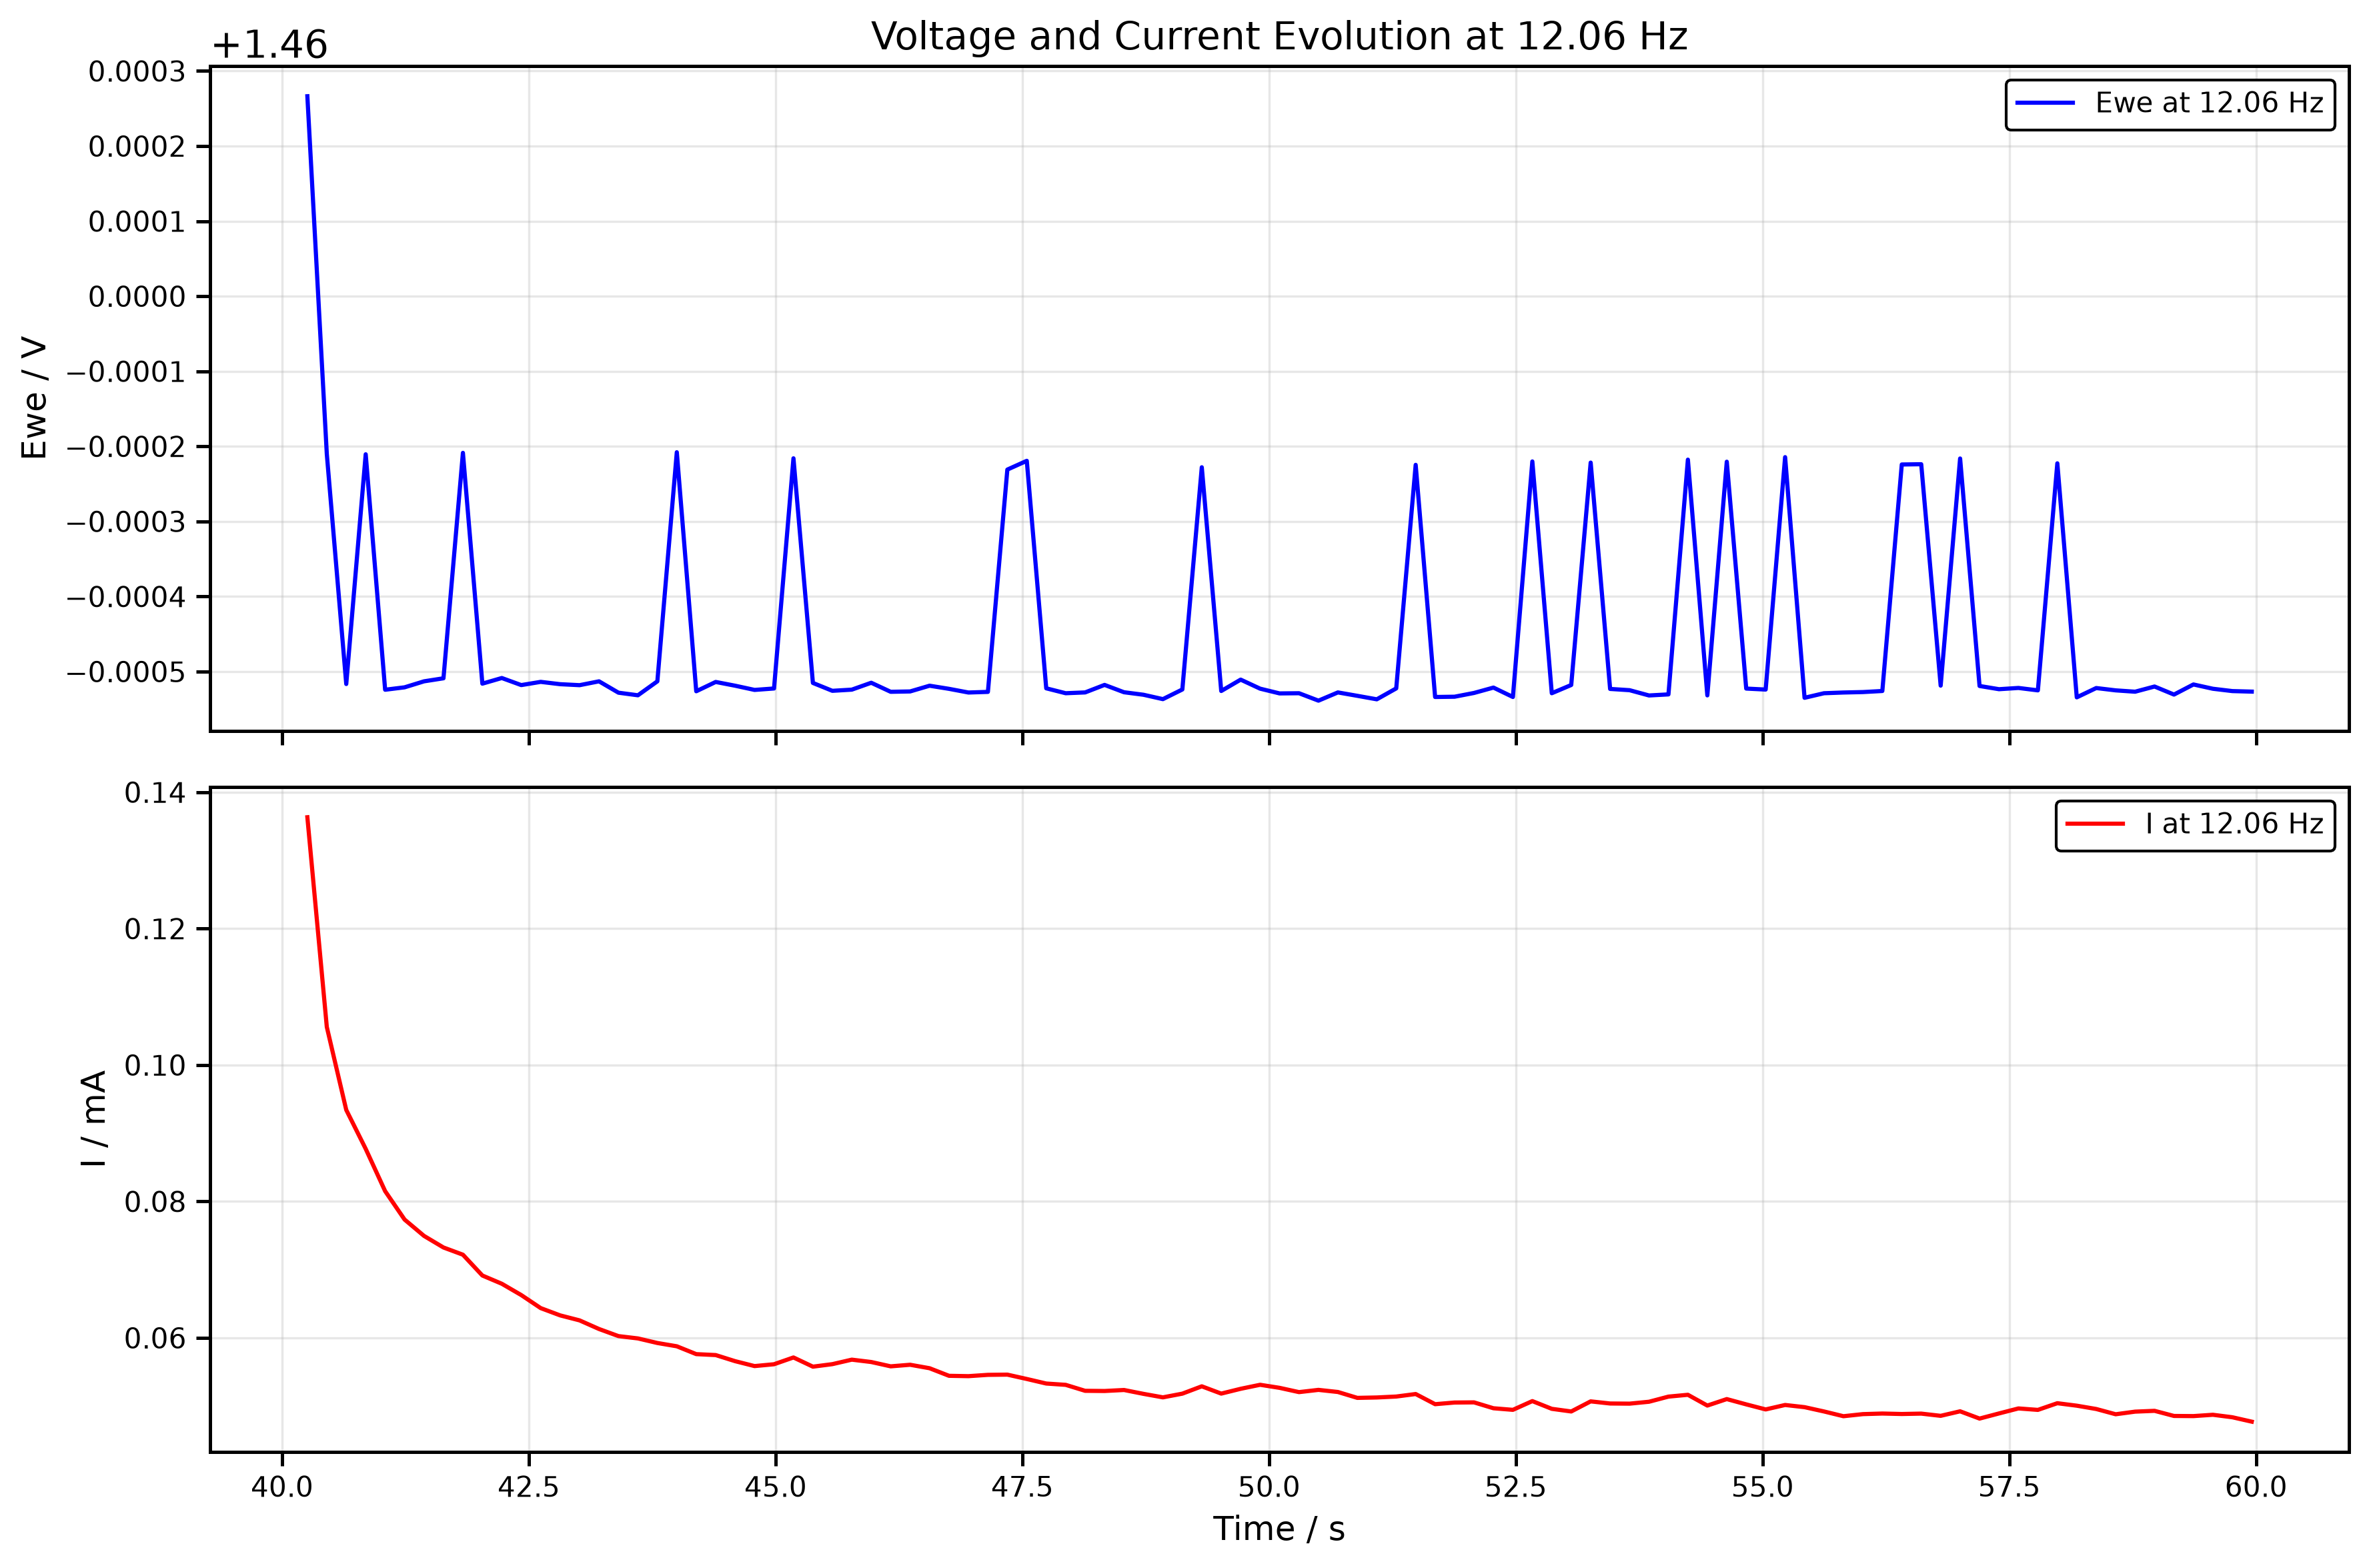 Voltage and Current Evolution at 12.06 Hz
+1.46
0.0003
0.0002
0.0001
0.0000
−0.0001
−0.0002
−0.0003
−0.0004
−0.0005
Ewe / V
Ewe at 12.06 Hz
0.14
0.12
0.10
0.08
0.06
I / mA
I at 12.06 Hz
40.0 42.5 45.0 47.5 50.0 52.5 55.0 57.5 60.0
Time / s